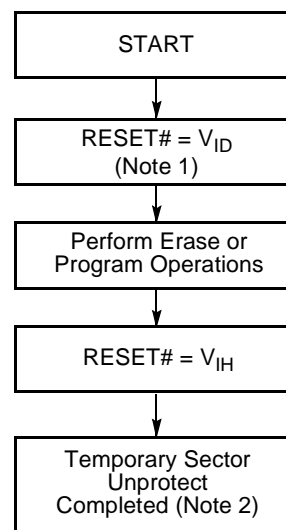 START
RESET# = VID
(Note 1)
Perform Erase or
Program Operations
RESET# = VIH
Temporary Sector
Unprotect
Completed (Note 2)